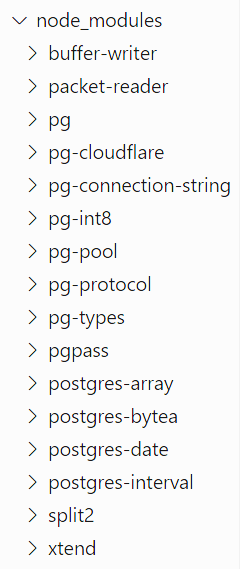 node_modules
buffer-writer
packet-reader
pg
pg-cloudflare
pg-connection-string
pg-int8
pg-pool
pg-protocol
pg-types
pgpass
postgres-array
postgres-bytea
postgres-date
postgres-interval
split2
xtend